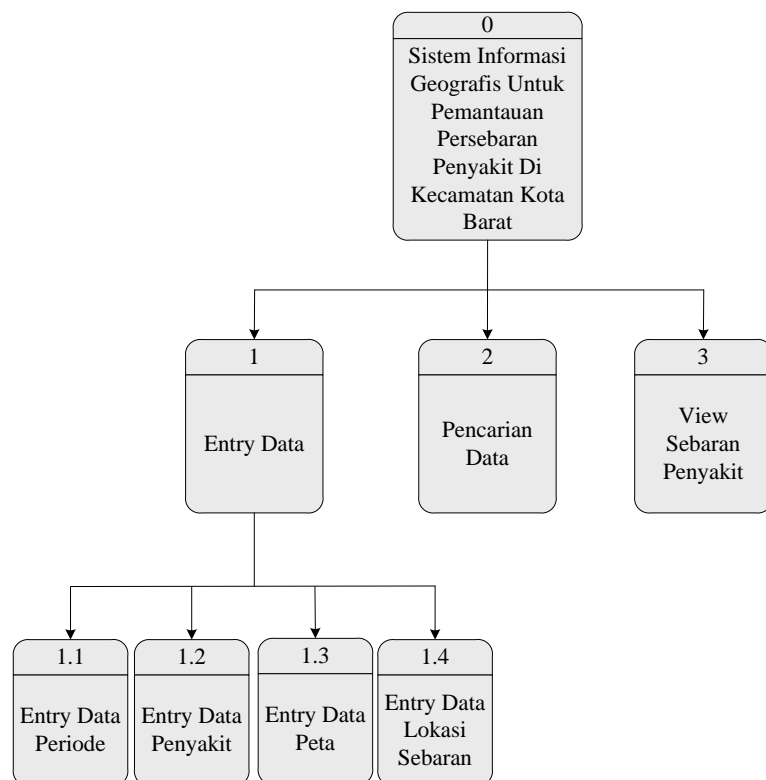 0
Sistem Informasi
Geografis Untuk
Pemantauan
Persebaran
Penyakit Di
Kecamatan Kota
Barat
1
Entry Data
2
Pencarian
Data
3
View
Sebaran
Penyakit
1.1
Entry Data
Periode
1.2
Entry Data
Penyakit
1.3
Entry Data
Peta
1.4
Entry Data
Lokasi
Sebaran